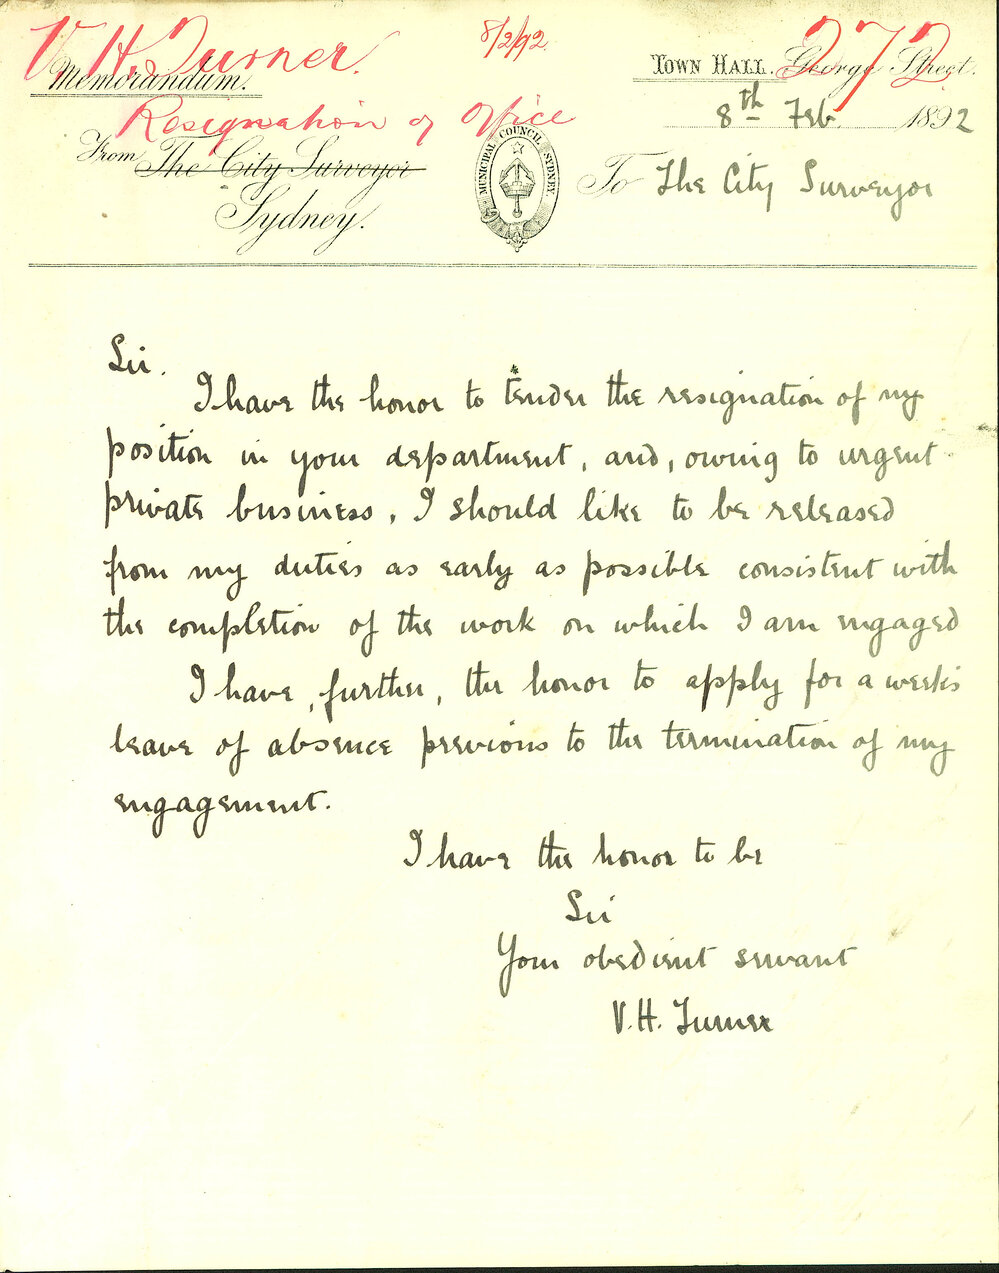 V. H. Turner. 8/2/92 272
Memorandum. TOWN HALL. George Street.
Resignation of Office 8th Feb. 1892
From The City Surveyor To The City Surveyor
Sydney.
MUNICIPAL COUNCIL SYDNEY
Sir.
I have the honor to tender the resignation of my
position in your department, and, owing to urgent
private business, I should like to be released
from my duties as early as possible consistent with
the completion of the work on which I am engaged
I have, further, the honor to apply for a week's
leave of absence previous to the termination of my
engagement.
I have the honor to be
Sir
Your obedient servant
V. H. Turner